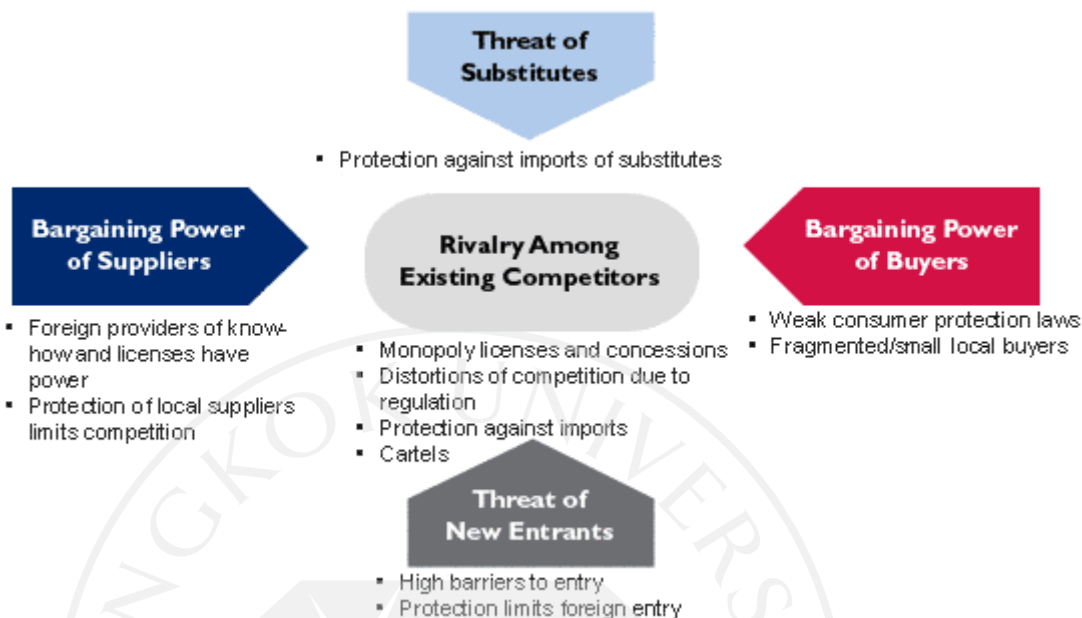 Threat of
Substitutes
▪ Protection against imports of substitutes
Bargaining Power
of Suppliers
▪ Foreign providers of know-
how and licenses have
power
▪ Protection of local suppliers
limits competition
Rivalry Among
Existing Competitors
▪ Monopoly licenses and concessions
▪ Distortions of competition due to
regulation
▪ Protection against imports
▪ Cartels
Bargaining Power
of Buyers
▪ Weak consumer protection laws
▪ Fragmented/small local buyers
Threat of
New Entrants
▪ High barriers to entry
▪ Protection limits foreign entry
NGKOK UNIVERS